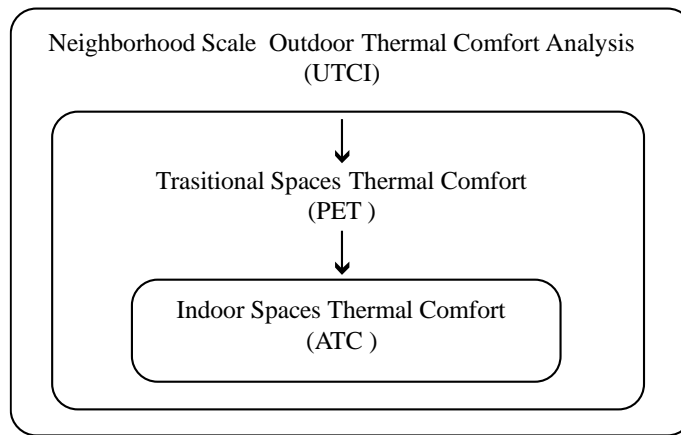 Neighborhood Scale Outdoor Thermal Comfort Analysis
(UTCI)
Trasitional Spaces Thermal Comfort
(PET )
Indoor Spaces Thermal Comfort
(ATC )